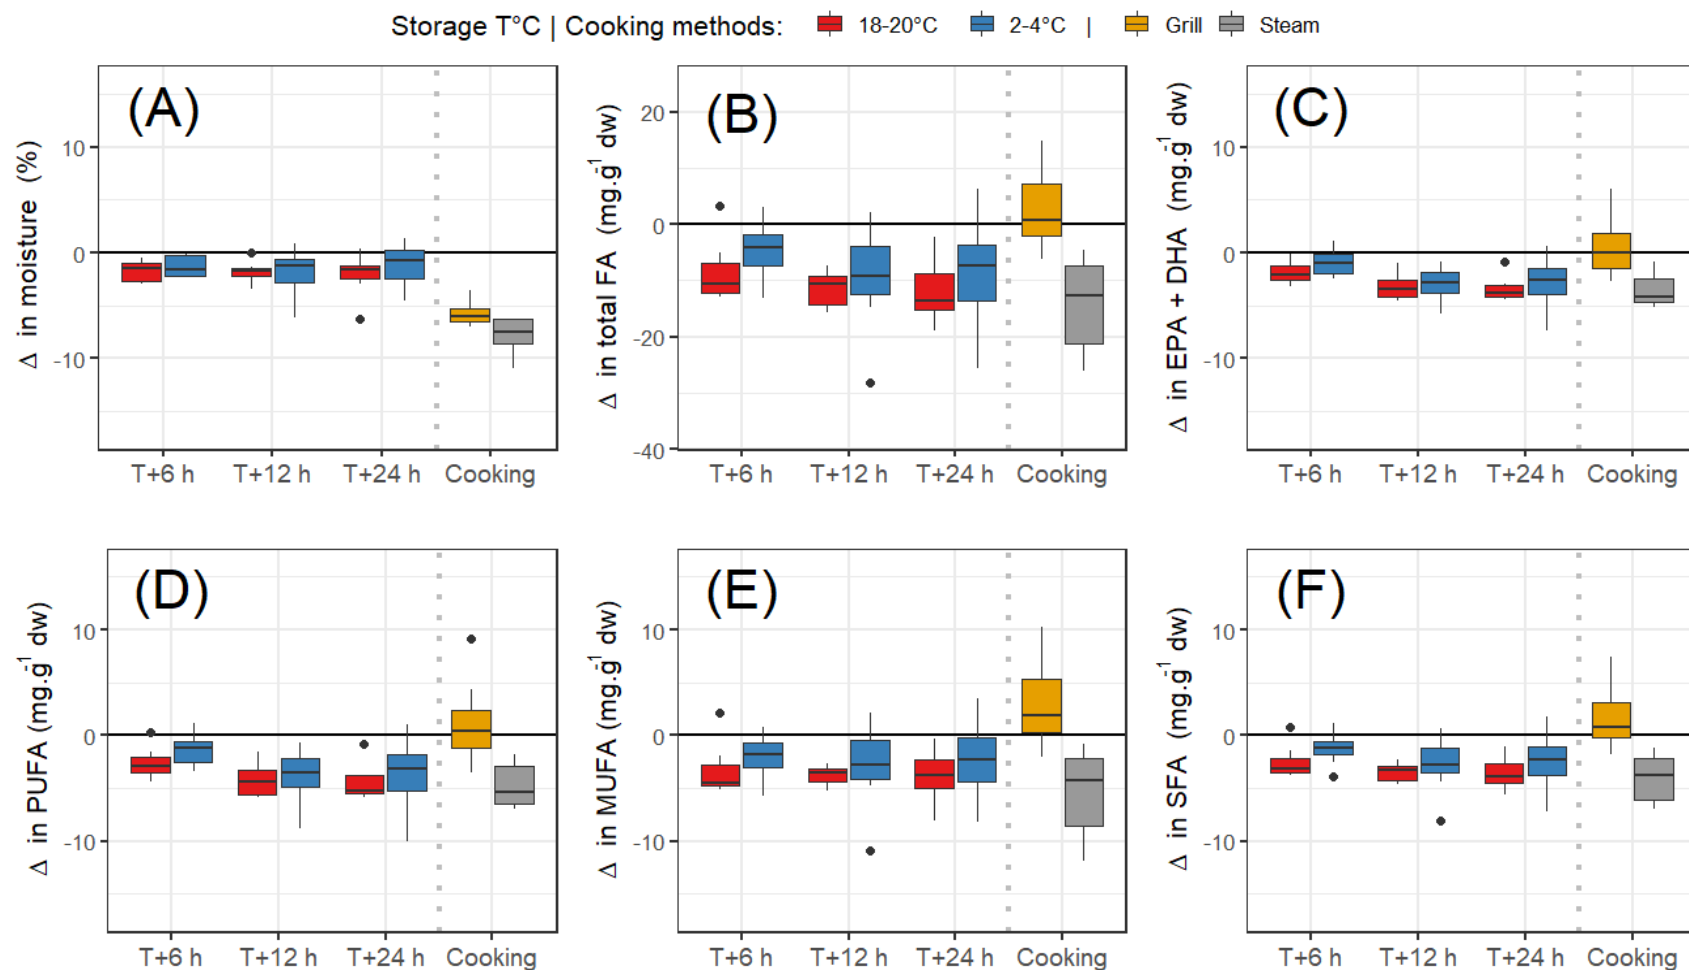 Storage T°C | Cooking methods: 18-20°C 2-4°C | Grill Steam
(A)
Δ in moisture (%)
10
0
-10
T+6 h T+12 h T+24 h Cooking
(B)
Δ in total FA (mg.g-1 dw)
20
0
-20
-40
T+6 h T+12 h T+24 h Cooking
(C)
Δ in EPA + DHA (mg.g-1 dw)
10
0
-10
T+6 h T+12 h T+24 h Cooking
(D)
Δ in PUFA (mg.g-1 dw)
10
0
-10
T+6 h T+12 h T+24 h Cooking
(E)
Δ in MUFA (mg.g-1 dw)
10
0
-10
T+6 h T+12 h T+24 h Cooking
(F)
Δ in SFA (mg.g-1 dw)
10
0
-10
T+6 h T+12 h T+24 h Cooking